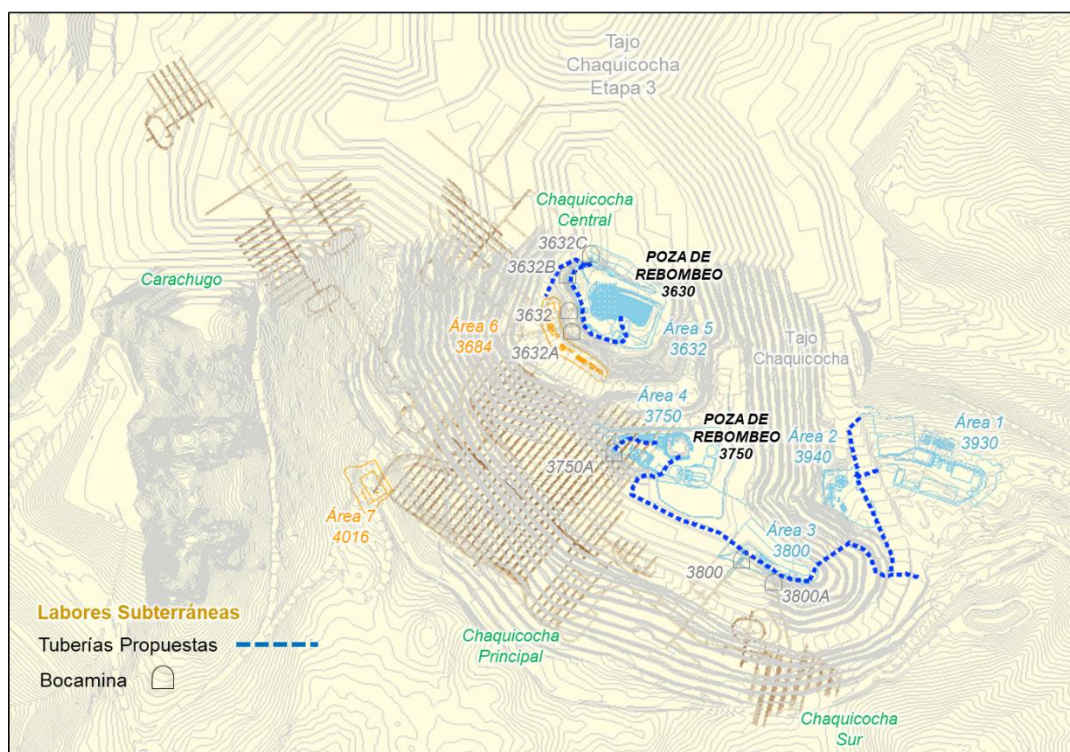 Tajo
Chaquicocha
Etapa 3
Chaquicocha
Central
3632C
POZA DE
REBOMBEO
3630
3632B
Carachugo
3632
Área 6
3684
3632A
Área 5
3632
Tajo
Chaquicocha
Área 4
3750
POZA DE
REBOMBEO
3750
Área 2
3940
Área 1
3930
3750A
Área 7
4016
Área 3
3800
3800
3800A
Labores Subterráneas
Tuberías Propuestas
Bocamina
Chaquicocha
Principal
Chaquicocha
Sur